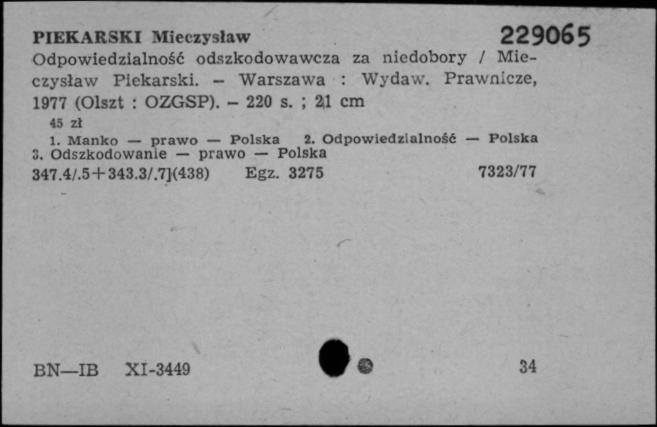 PIEKARSKI Mieczysław 229065
Odpowiedzialność odszkodowawcza za niedobory / Mie-
czysław Piekarski. — Warszawa : Wydaw. Prawnicze,
1977 (Olszt : OZGSP). — 220 s. ; 21 cm
45 zł
1. Manko — prawo — Polska 2. Odpowiedzialność — Polska
3. Odszkodowanie — prawo — Polska
347.4/.5+343.3/.7](438) Egz. 3275 7323/77
BN—IB XI-3449 34